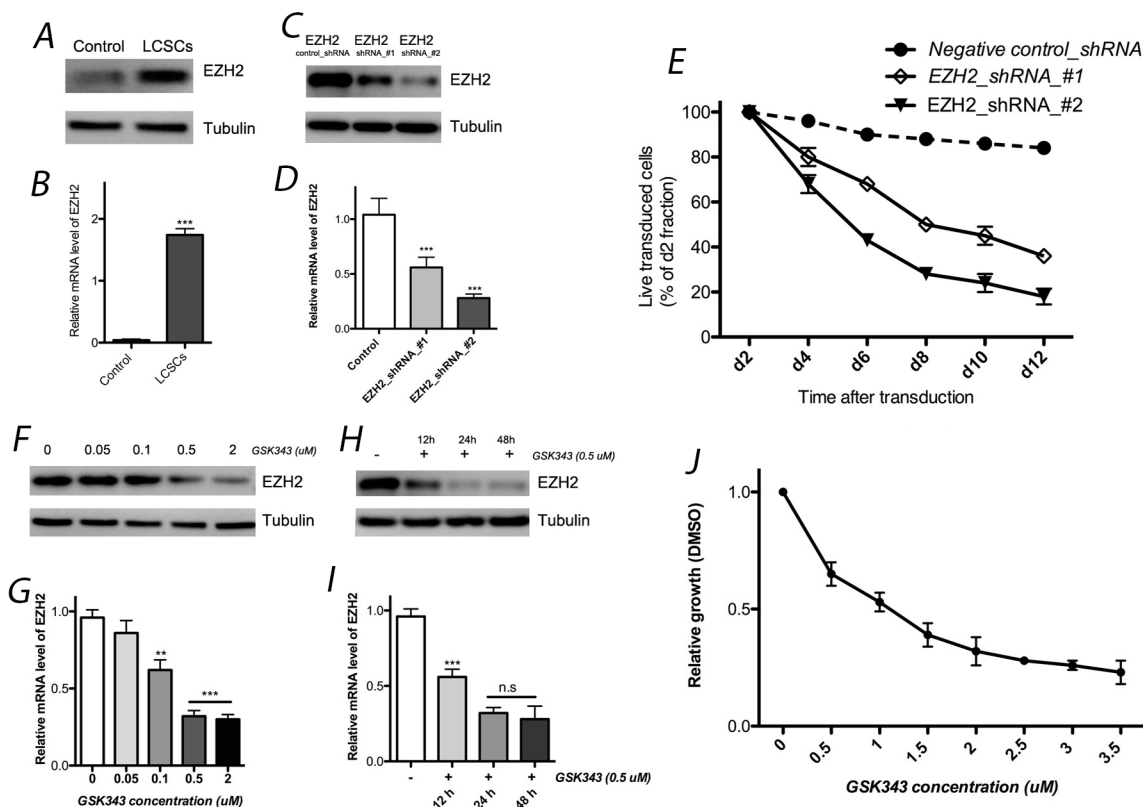 A
Control LCSCs
EZH2
Tubulin
B
Relative mRNA level of EZH2
2
1
0
Control
LCSCs
***
C
EZH2 EZH2 EZH2
control_shRNA shRNA_#1 shRNA_#2
EZH2
Tubulin
D
Relative mRNA level of EZH2
1.0
0.5
0.0
***
***
Control
EZH2_shRNA_#1
EZH2_shRNA_#2
E
Negative control_shRNA
EZH2_shRNA_#1
EZH2_shRNA_#2
Live transduced cells
(% of d2 fraction)
100
80
60
40
20
0
d2 d4 d6 d8 d10 d12
Time after transduction
F
0 0.05 0.1 0.5 2 GSK343 (uM)
EZH2
Tubulin
G
Relative mRNA level of EZH2
1.0
0.5
0.0
**
***
0 0.05 0.1 0.5 2
GSK343 concentration (uM)
H
12h 24h 48h
- + + + GSK343 (0.5 uM)
EZH2
Tubulin
I
Relative mRNA level of EZH2
1.0
0.5
0.0
***
n.s
- + + + GSK343 (0.5 uM)
12 h 24 h 48 h
J
Relative growth (DMSO)
1.0
0.5
0.0
0 0.5 1 1.5 2 2.5 3 3.5
GSK343 concentration (uM)